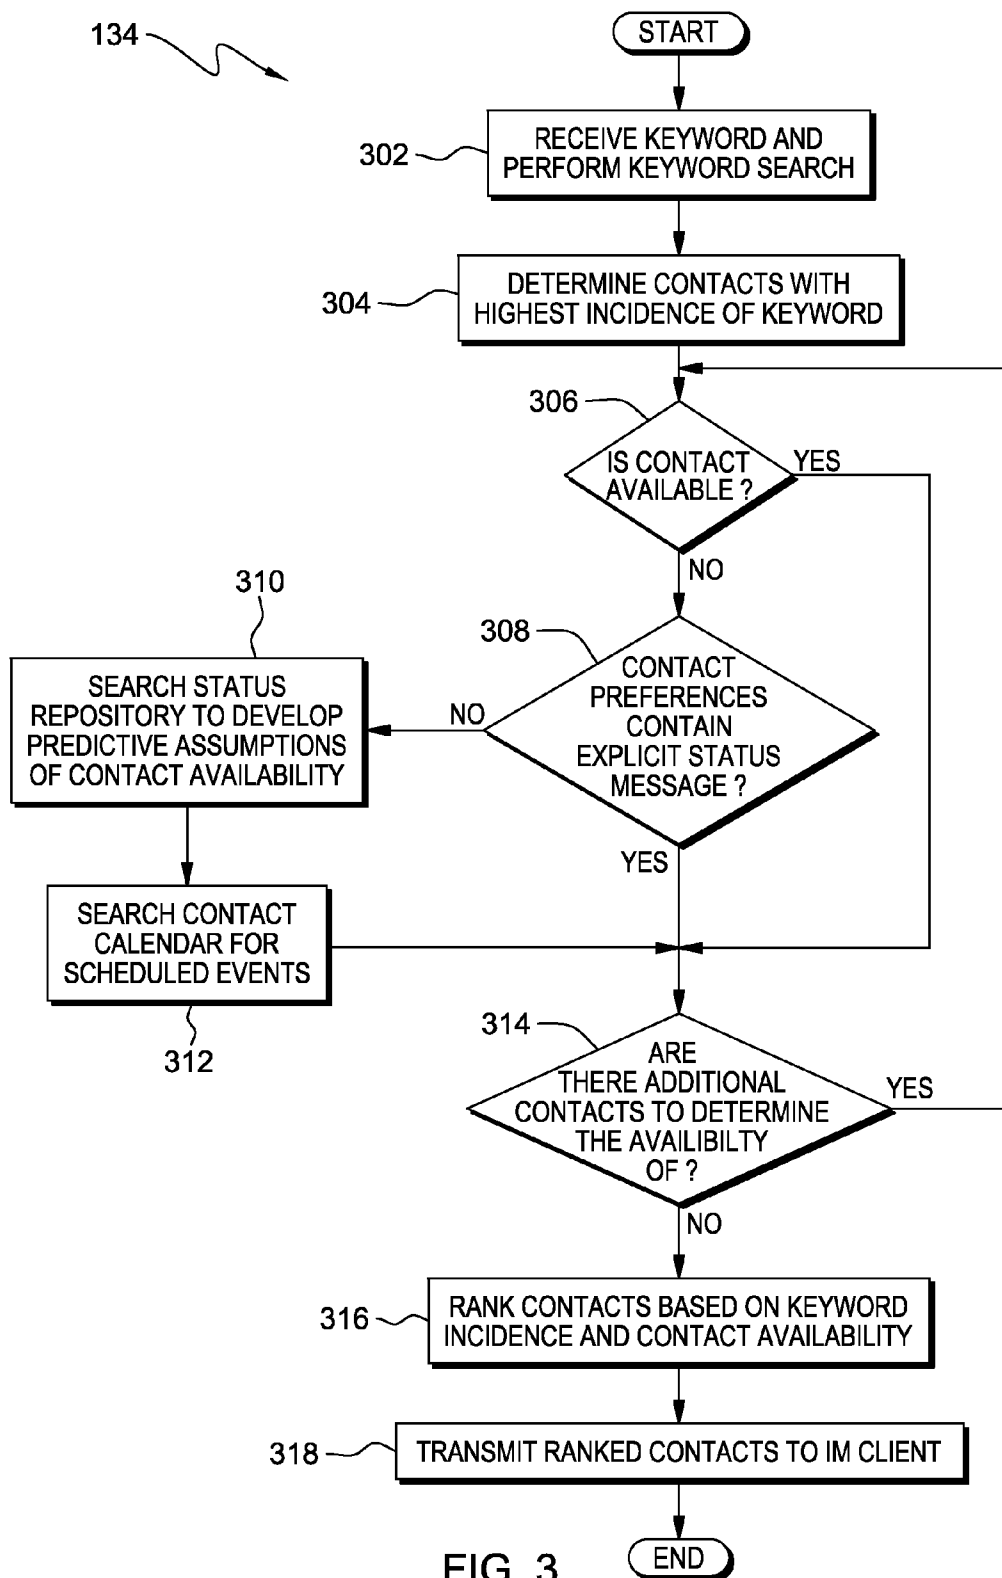 134
START
302
RECEIVE KEYWORD AND
PERFORM KEYWORD SEARCH
304
DETERMINE CONTACTS WITH
HIGHEST INCIDENCE OF KEYWORD
306
IS CONTACT
AVAILABLE ?
YES
NO
308
CONTACT
PREFERENCES
CONTAIN
EXPLICIT STATUS
MESSAGE ?
NO
YES
310
SEARCH STATUS
REPOSITORY TO DEVELOP
PREDICTIVE ASSUMPTIONS
OF CONTACT AVAILABILITY
SEARCH CONTACT
CALENDAR FOR
SCHEDULED EVENTS
312
314
ARE
THERE ADDITIONAL
CONTACTS TO DETERMINE
THE AVAILIBILTY
OF ?
YES
NO
316
RANK CONTACTS BASED ON KEYWORD
INCIDENCE AND CONTACT AVAILABILITY
318
TRANSMIT RANKED CONTACTS TO IM CLIENT
END
FIG. 3